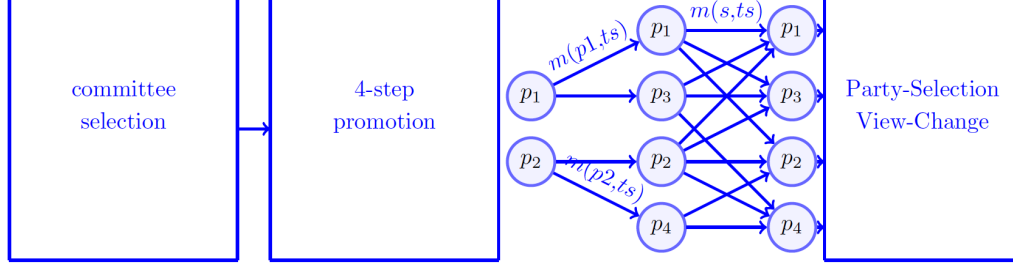 committee
selection
4-step
promotion
m(p1,ts)
m(s,ts)
p₁
p₁
p₁
p₃
p₃
p₂
p₂
p₂
m(p2,ts)
p₄
p₄
Party-Selection
View-Change